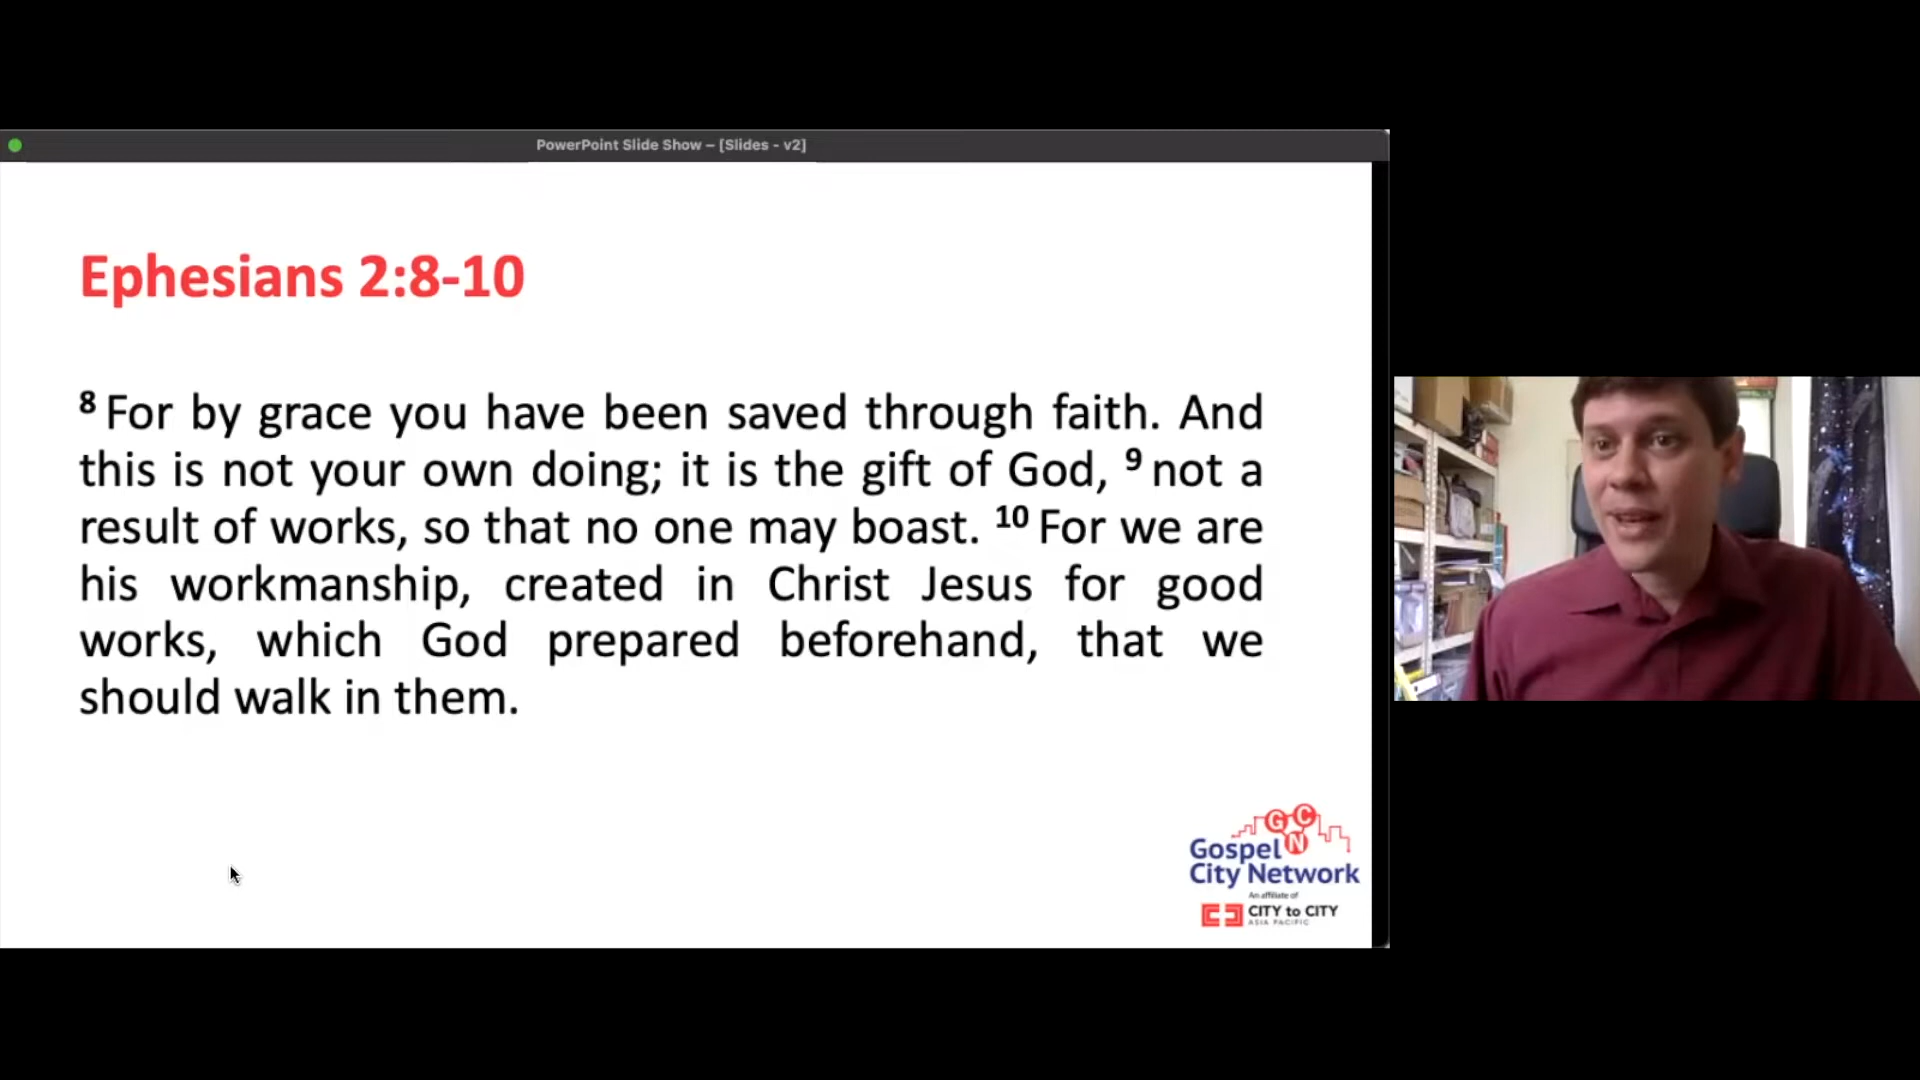 PowerPoint Slide Show – [Slides - v2]
Ephesians 2:8-10
8 For by grace you have been saved through faith. And
this is not your own doing; it is the gift of God, 9 not a
result of works, so that no one may boast. 10 For we are
his workmanship, created in Christ Jesus for good
works, which God prepared beforehand, that we
should walk in them.
G C
N
Gospel
City Network
An affiliate of
CITY to CITY
ASIA PACIFIC